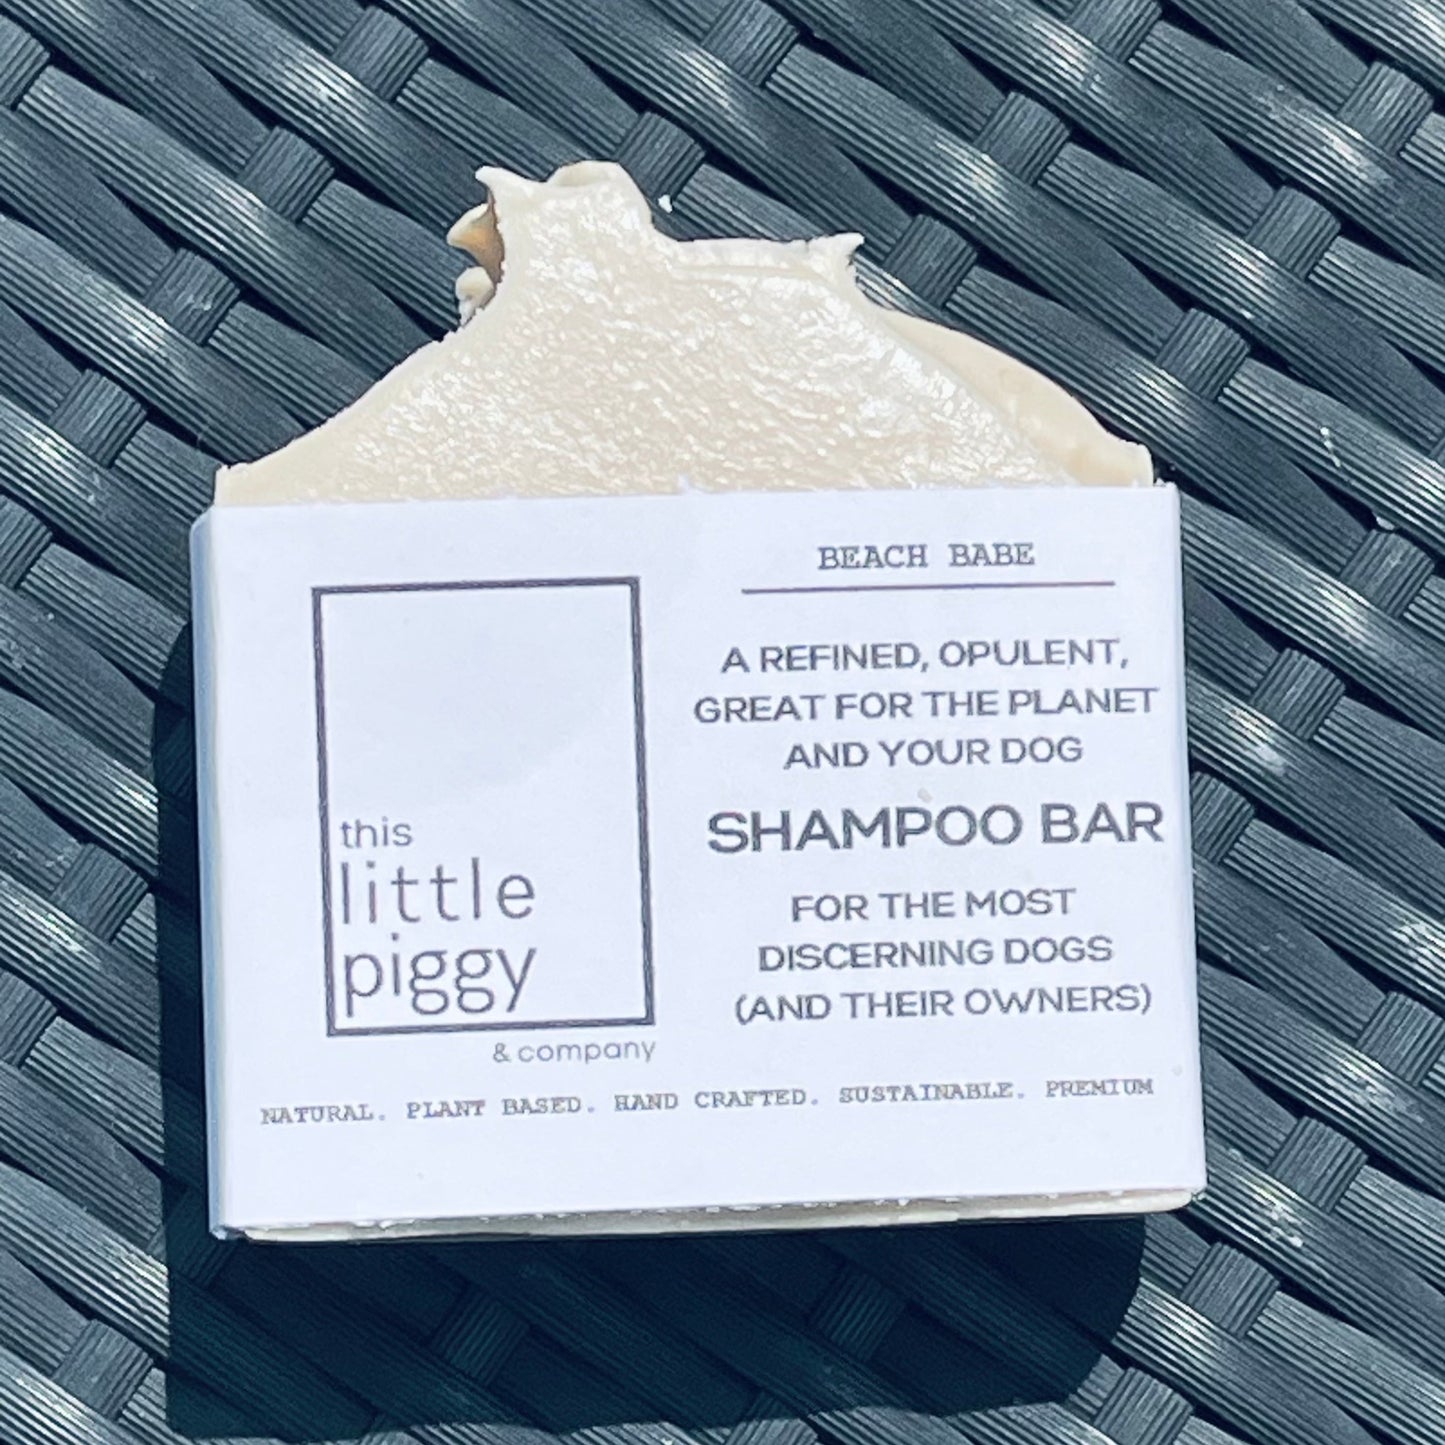 this
little
piggy
& company
BEACH BABE
A REFINED, OPULENT,
GREAT FOR THE PLANET
AND YOUR DOG
SHAMPOO BAR
FOR THE MOST
DISCERNING DOGS
(AND THEIR OWNERS)
NATURAL. PLANT BASED. HAND CRAFTED. SUSTAINABLE. PREMIUM